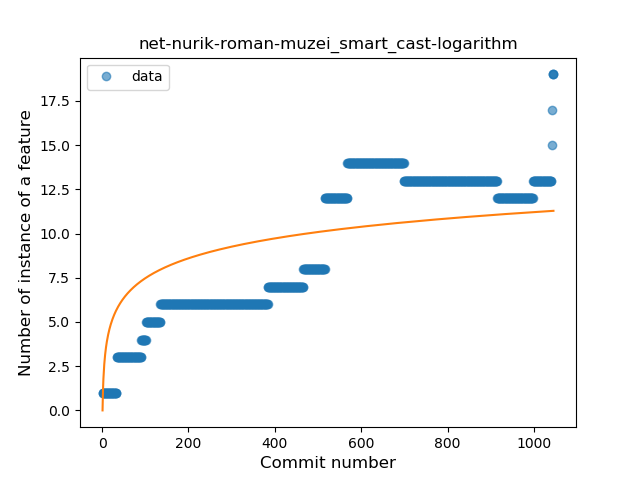 net-nurik-roman-muzei_smart_cast-logarithm
data
Number of instance of a feature
17.5
15.0
12.5
10.0
7.5
5.0
2.5
0.0
0 200 400 600 800 1000
Commit number